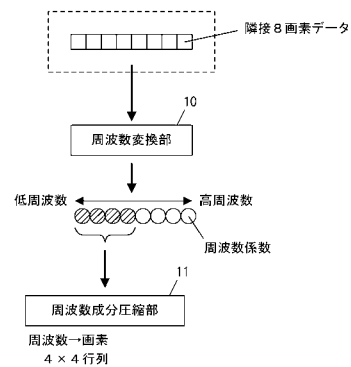 隣接８画素データ
10
周波数変換部
低周波数
高周波数
周波数係数
11
周波数成分圧縮部
周波数→画素
４×４行列